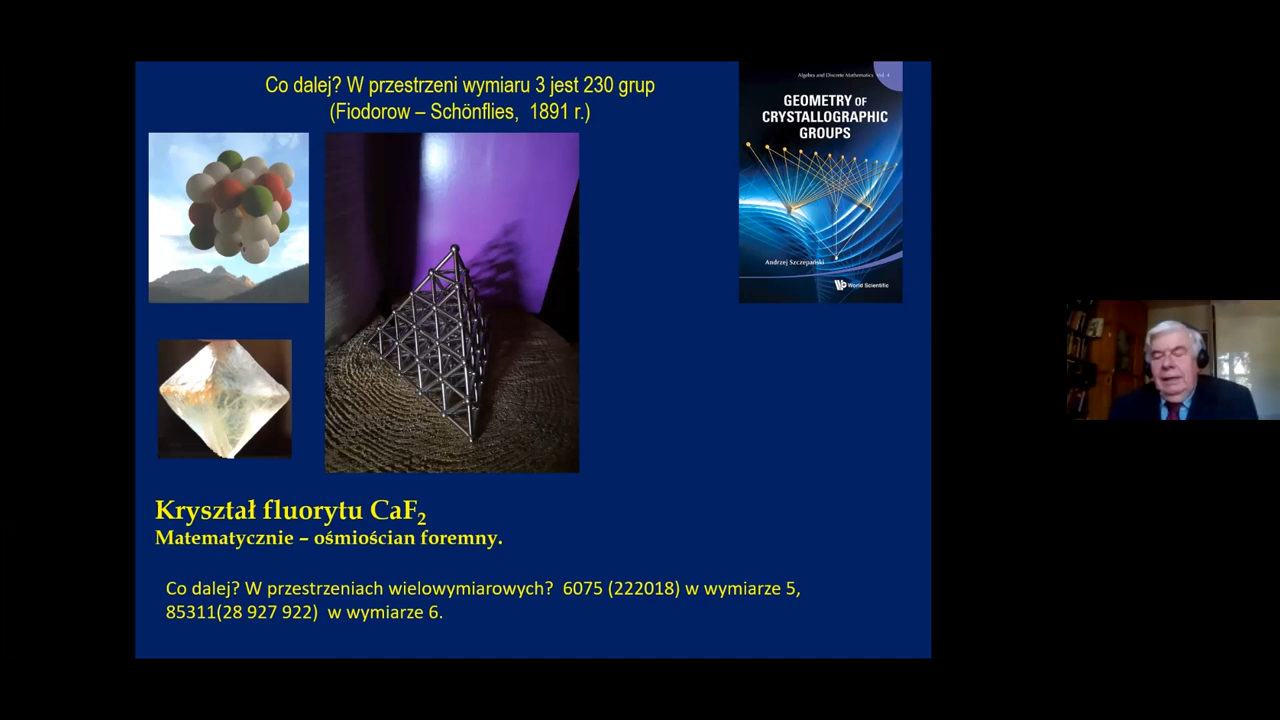 Co dalej? W przestrzeni wymiaru 3 jest 230 grup
(Fiodorow – Schönflies, 1891 r.)
Algebra and Discrete Mathematics Vol. 4
GEOMETRY OF
CRYSTALLOGRAPHIC
GROUPS
Andrzej Szczepański
World Scientific
Kryształ fluorytu CaF₂
Matematycznie – ośmiościan foremny.
Co dalej? W przestrzeniach wielowymiarowych? 6075 (222018) w wymiarze 5,
85311(28 927 922) w wymiarze 6.